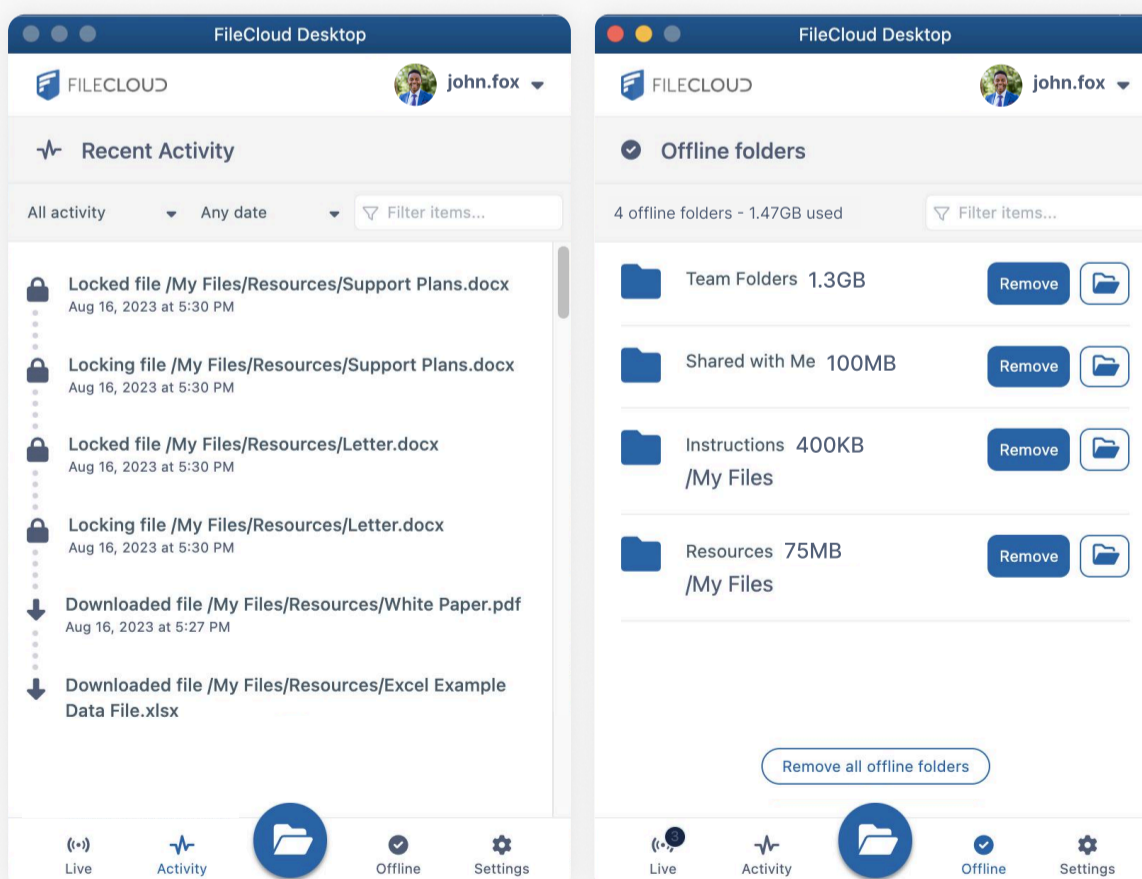 FileCloud Desktop
FILECLOUD
john.fox
Recent Activity
All activity
Any date
Filter items...
Locked file /My Files/Resources/Support Plans.docx
Aug 16, 2023 at 5:30 PM
Locking file /My Files/Resources/Support Plans.docx
Aug 16, 2023 at 5:30 PM
Locked file /My Files/Resources/Letter.docx
Aug 16, 2023 at 5:30 PM
Locking file /My Files/Resources/Letter.docx
Aug 16, 2023 at 5:30 PM
Downloaded file /My Files/Resources/White Paper.pdf
Aug 16, 2023 at 5:27 PM
Downloaded file /My Files/Resources/Excel Example
Data File.xlsx
Live
Activity
Offline
Settings
FileCloud Desktop
FILECLOUD
john.fox
Offline folders
4 offline folders - 1.47GB used
Filter items...
Team Folders 1.3GB
Remove
Shared with Me 100MB
Remove
Instructions 400KB
/My Files
Remove
Resources 75MB
/My Files
Remove
Remove all offline folders
3
Live
Activity
Offline
Settings